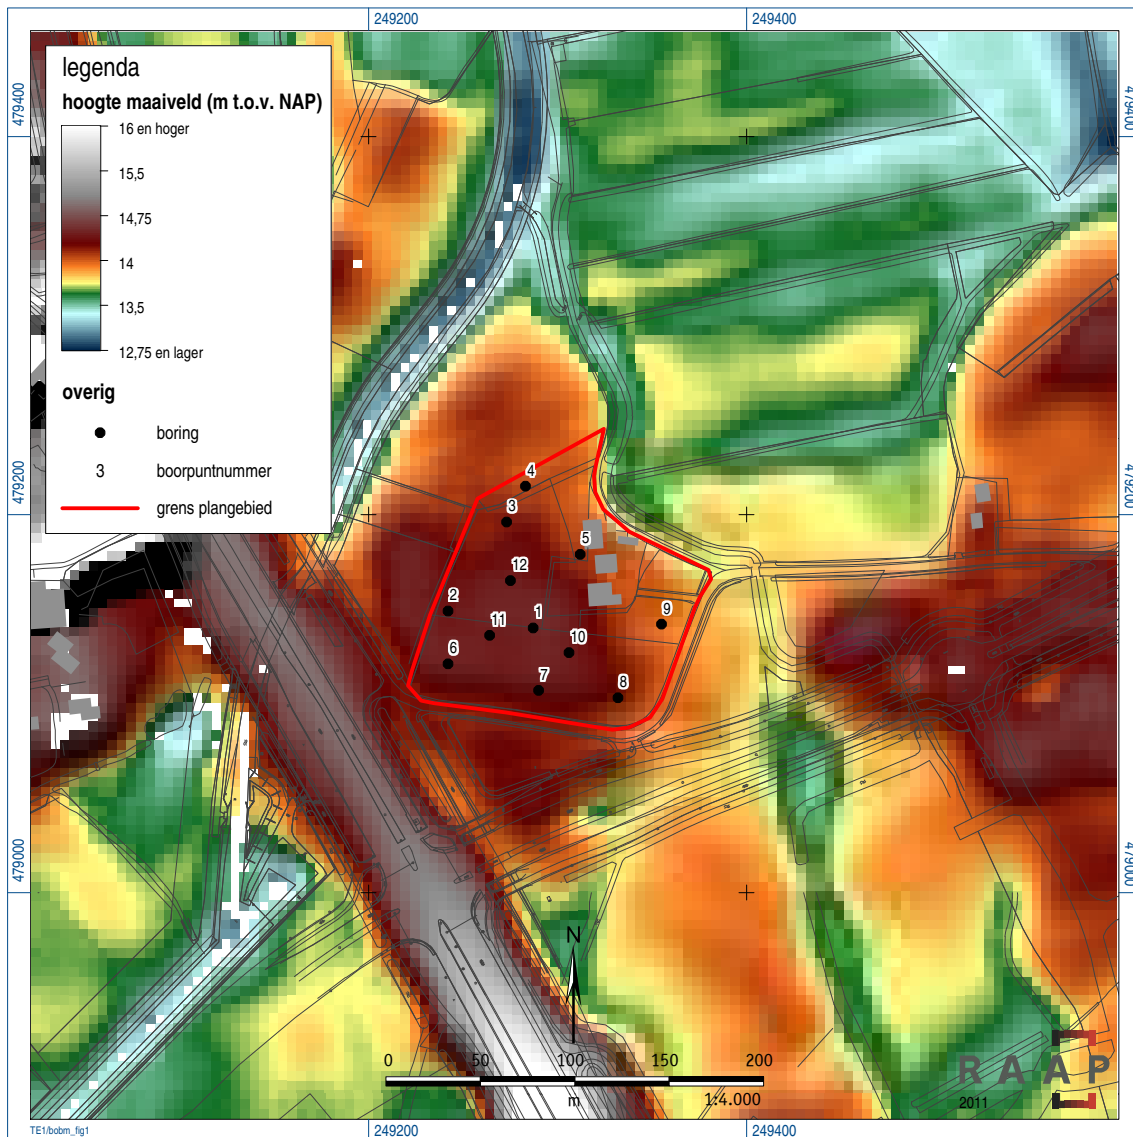 249200
249400
479400
479400
legenda
hoogte maaiveld (m t.o.v. NAP)
16 en hoger
15,5
14,75
14
13,5
12,75 en lager
overig
boring
3 boorpuntnummer
grens plangebied
479200
479200
4
3
5
12
2
1
11
9
10
6
7
8
479000
479000
N
0 50 100 150 200
m 1:4.000
RAAP
2011
TE1/bobm_fig1
249200
249400